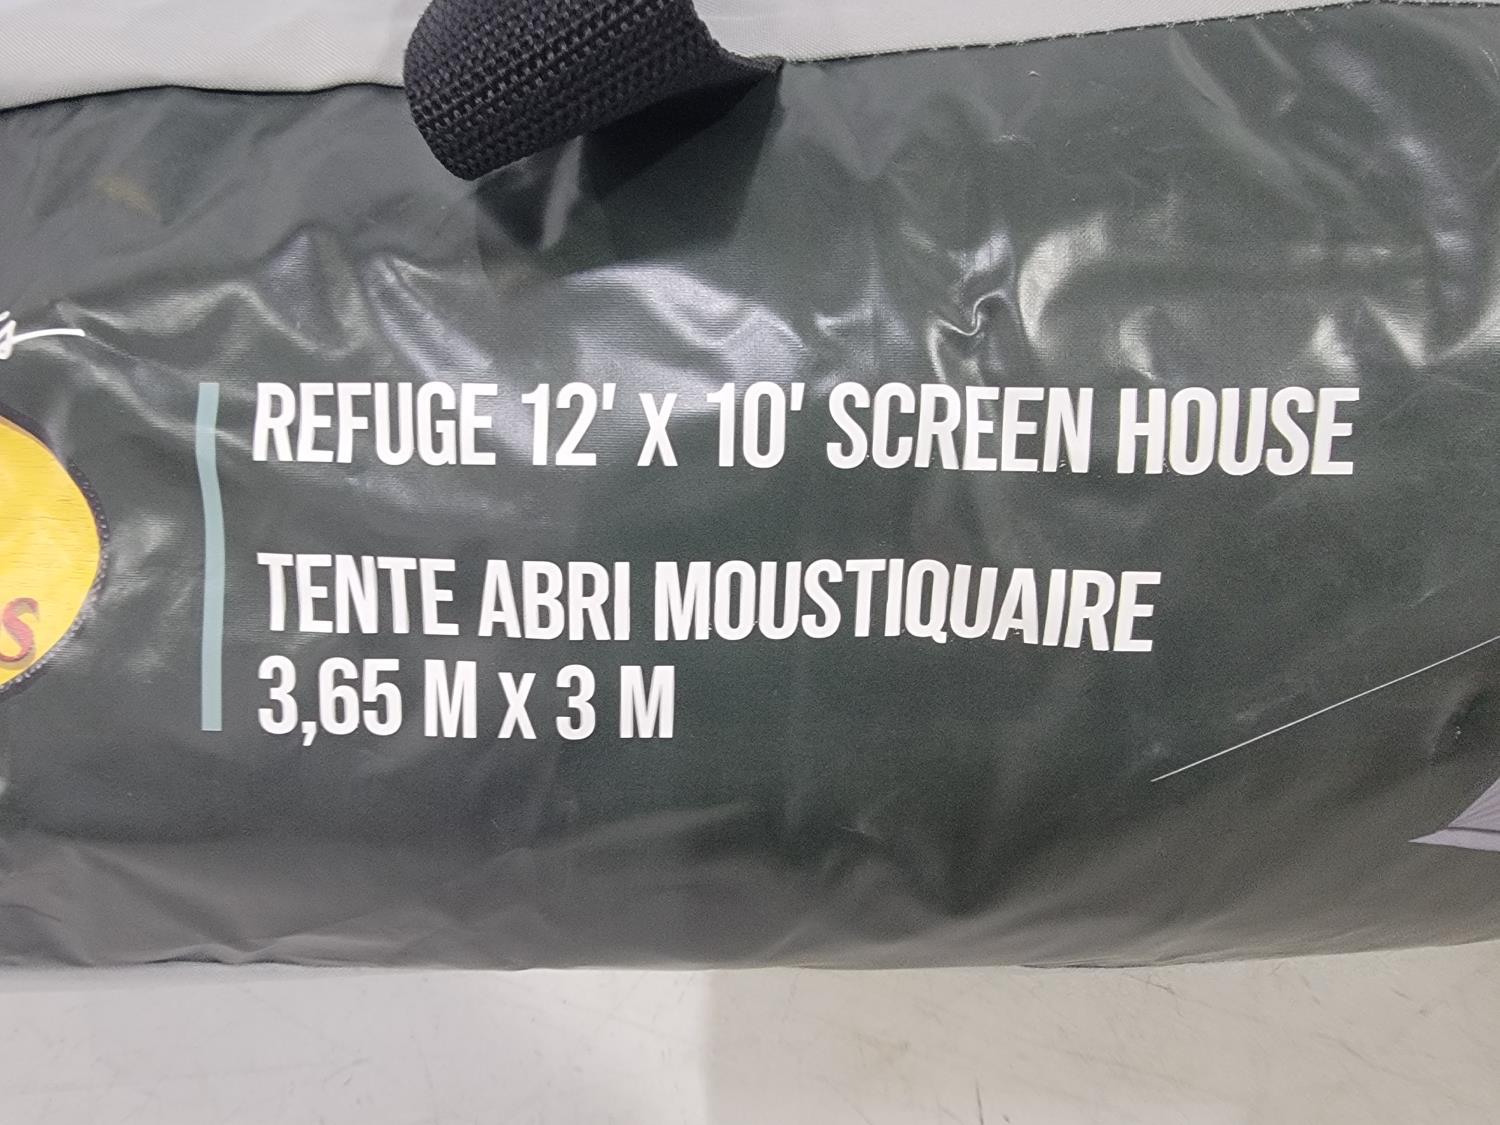 REFUGE 12' X 10' SCREEN HOUSE
TENTE ABRI MOUSTIQUAIRE
3,65 M X 3 M